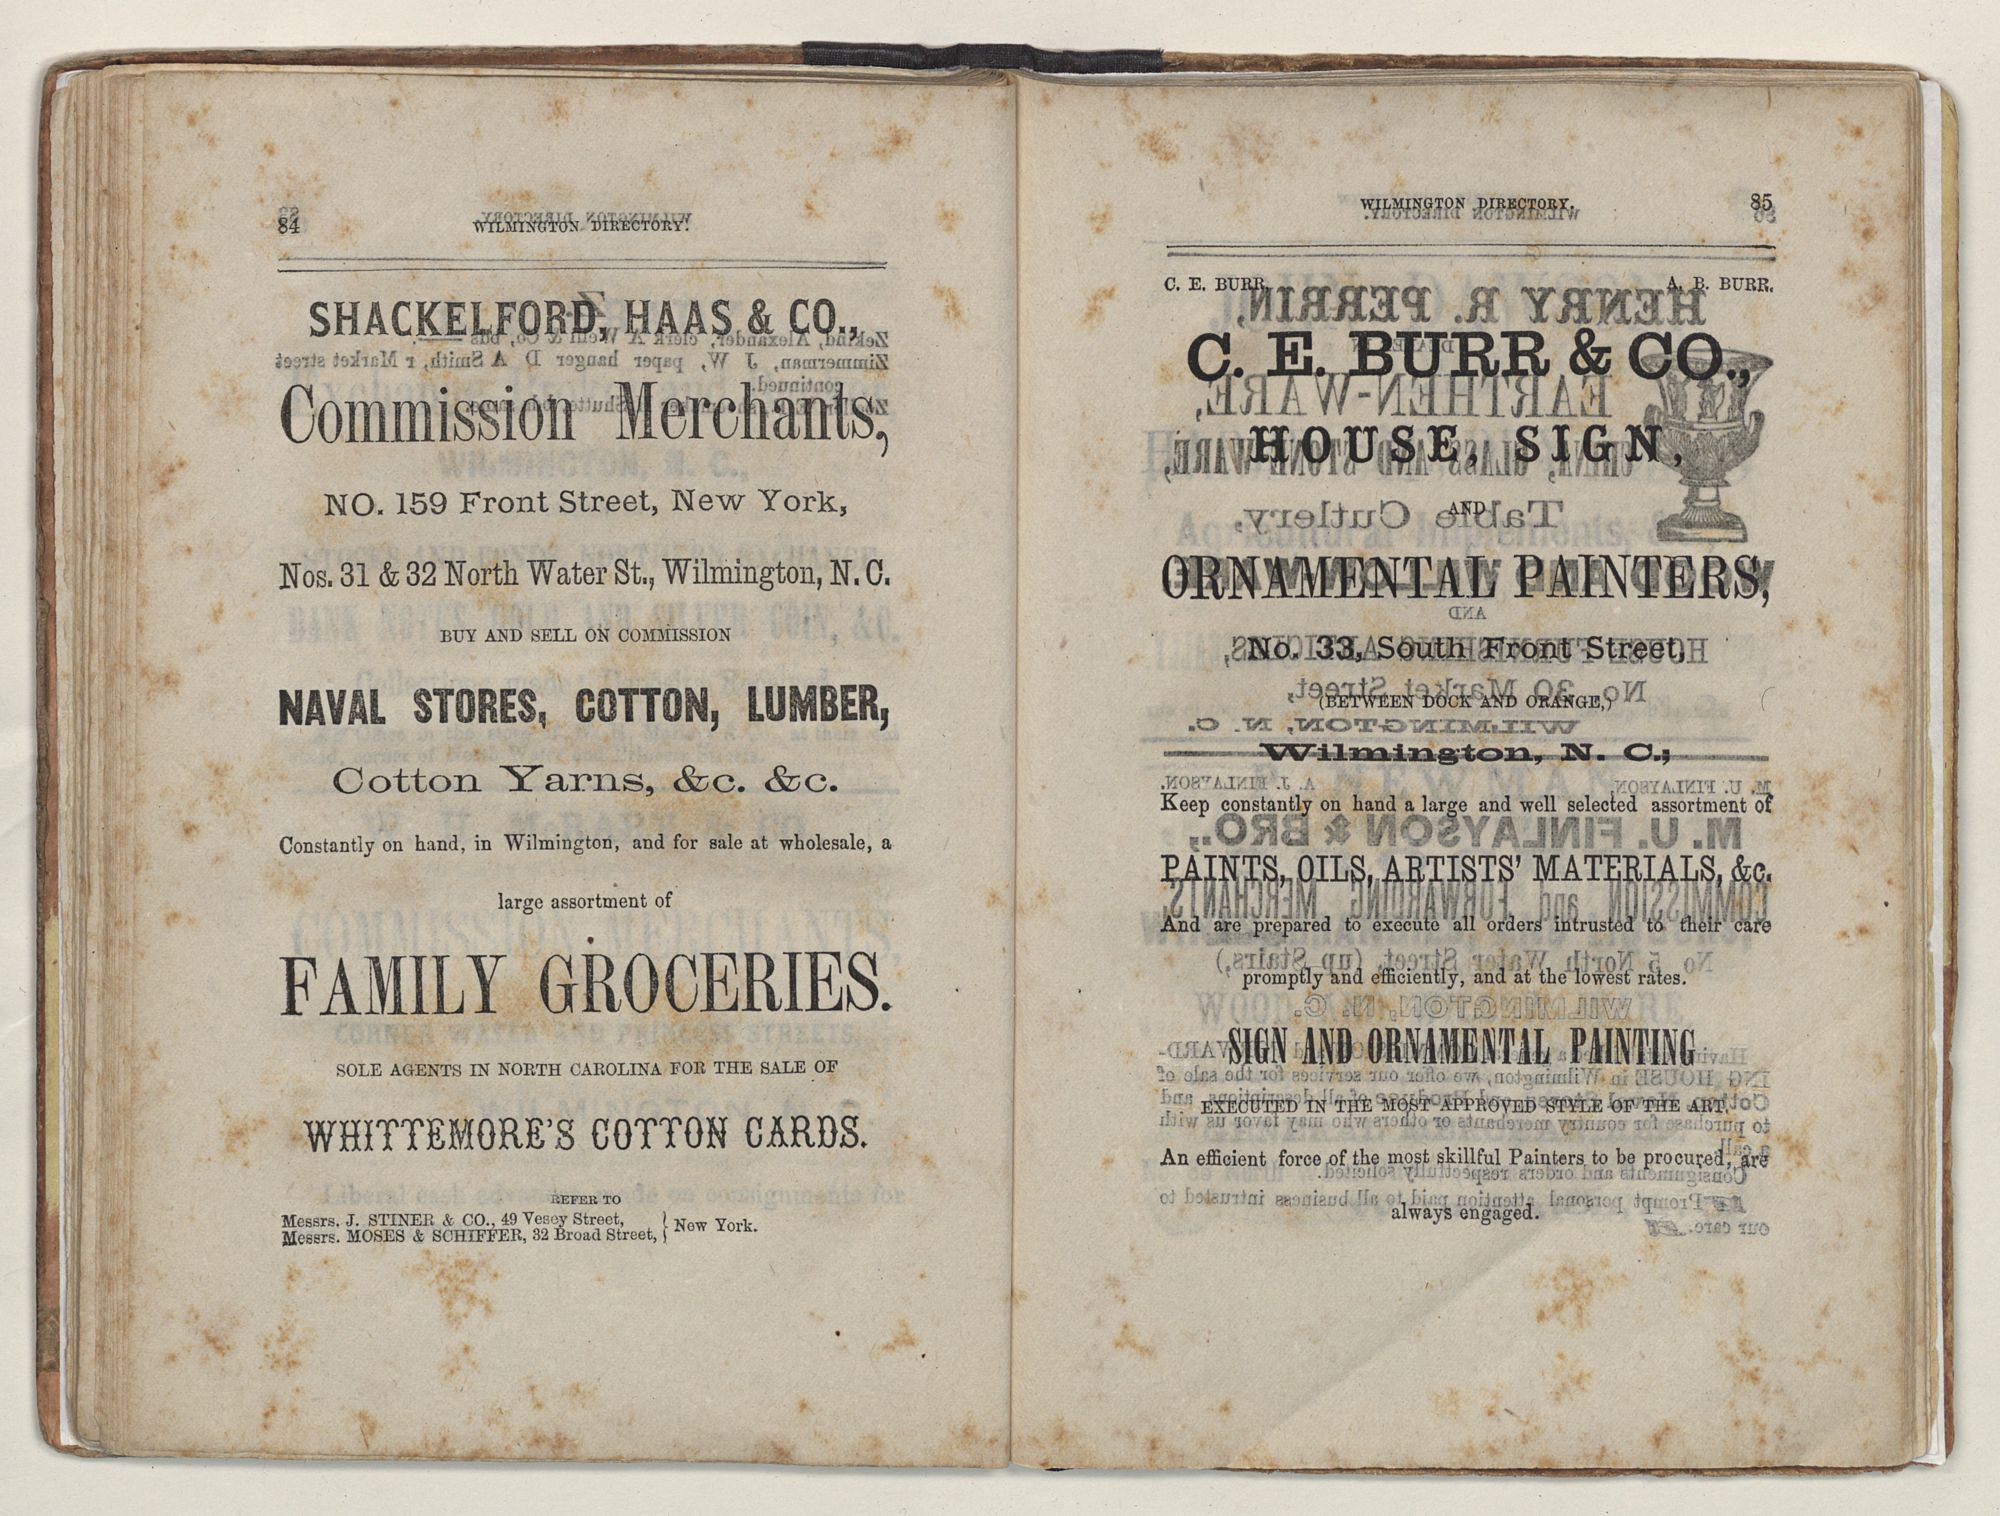 84
WILMINGTON DIRECTORY.
SHACKELFORD, HAAS & CO.,
Commission Merchants,
NO. 159 Front Street, New York,
Nos. 31 & 32 North Water St., Wilmington, N. C.
BUY AND SELL ON COMMISSION
NAVAL STORES, COTTON, LUMBER,
Cotton Yarns, &c. &c.
Constantly on hand, in Wilmington, and for sale at wholesale, a
large assortment of
FAMILY GROCERIES.
SOLE AGENTS IN NORTH CAROLINA FOR THE SALE OF
WHITTEMORE'S COTTON CARDS.
REFER TO
Messrs. J. STINER & CO., 49 Vesey Street,
Messrs. MOSES & SCHIFFER, 32 Broad Street, } New York.
WILMINGTON DIRECTORY. 85
C. E. BURR. A. B. BURR.
C. E. BURR & CO.,
HOUSE, SIGN,
AND
ORNAMENTAL PAINTERS,
No. 33, South Front Street,
(BETWEEN DOCK AND ORANGE,)
Wilmington, N. C.;
Keep constantly on hand a large and well selected assortment of
PAINTS, OILS, ARTISTS' MATERIALS, &c.
And are prepared to execute all orders intrusted to their care
promptly and efficiently, and at the lowest rates.
SIGN AND ORNAMENTAL PAINTING
EXECUTED IN THE MOST APPROVED STYLE OF THE ART.
An efficient force of the most skillful Painters to be procured, are
always engaged.